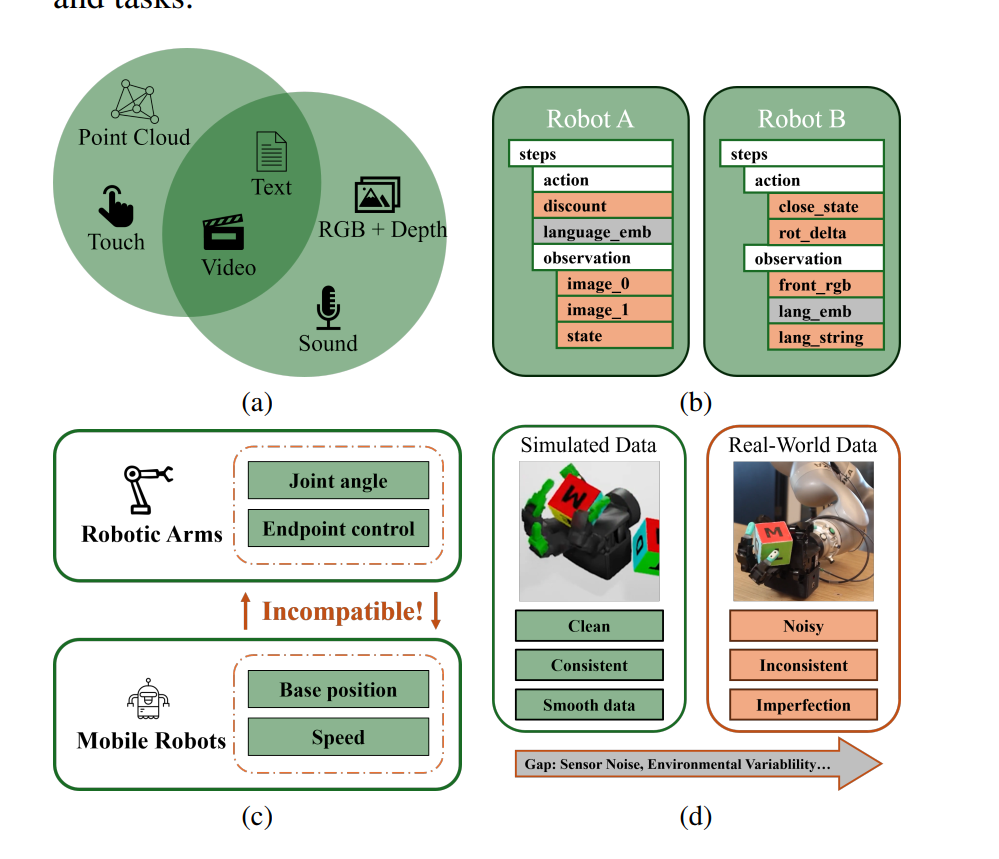 and tasks.
Point Cloud
Text
Touch
RGB + Depth
Video
Sound
(a)
Robot A
steps
action
discount
language_emb
observation
image_0
image_1
state
Robot B
steps
action
close_state
rot_delta
observation
front_rgb
lang_emb
lang_string
(b)
Robotic Arms
Joint angle
Endpoint control
Incompatible!
Mobile Robots
Base position
Speed
(c)
Simulated Data
M
Clean
Consistent
Smooth data
Real-World Data
M
Noisy
Inconsistent
Imperfection
Gap: Sensor Noise, Environmental Variablility…
(d)